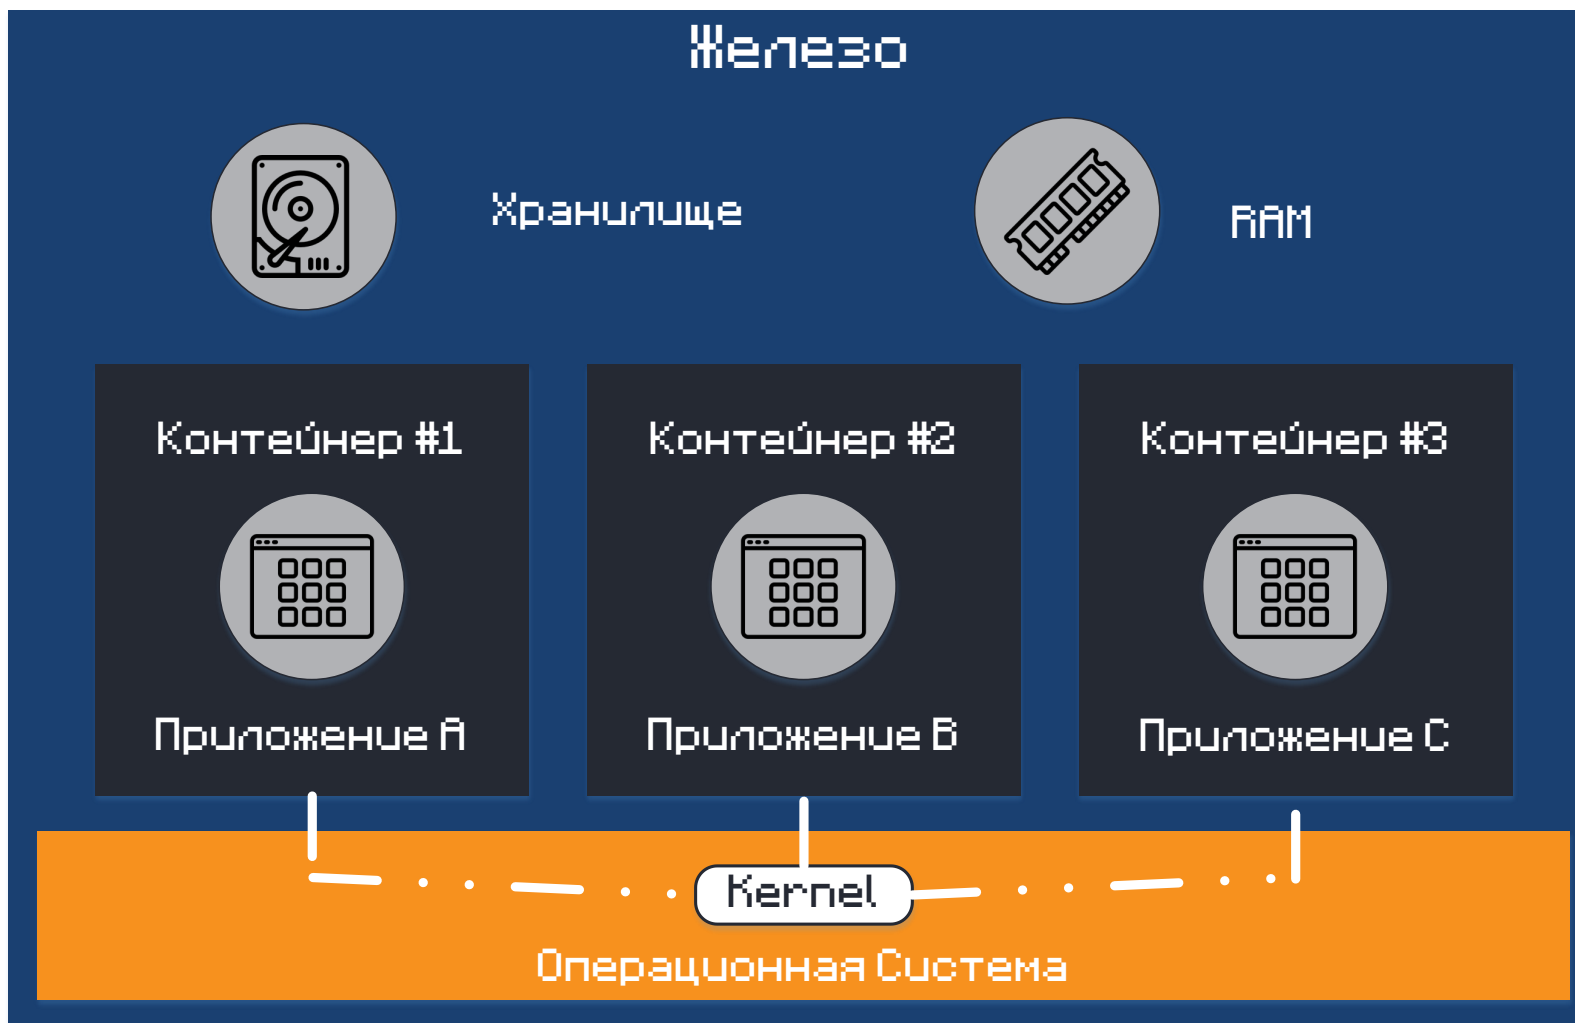 Железо
Хранилище
RAM
Контейнер #1
Контейнер #2
Контейнер #3
Приложение A
Приложение B
Приложение C
Kernel
Операционная Система